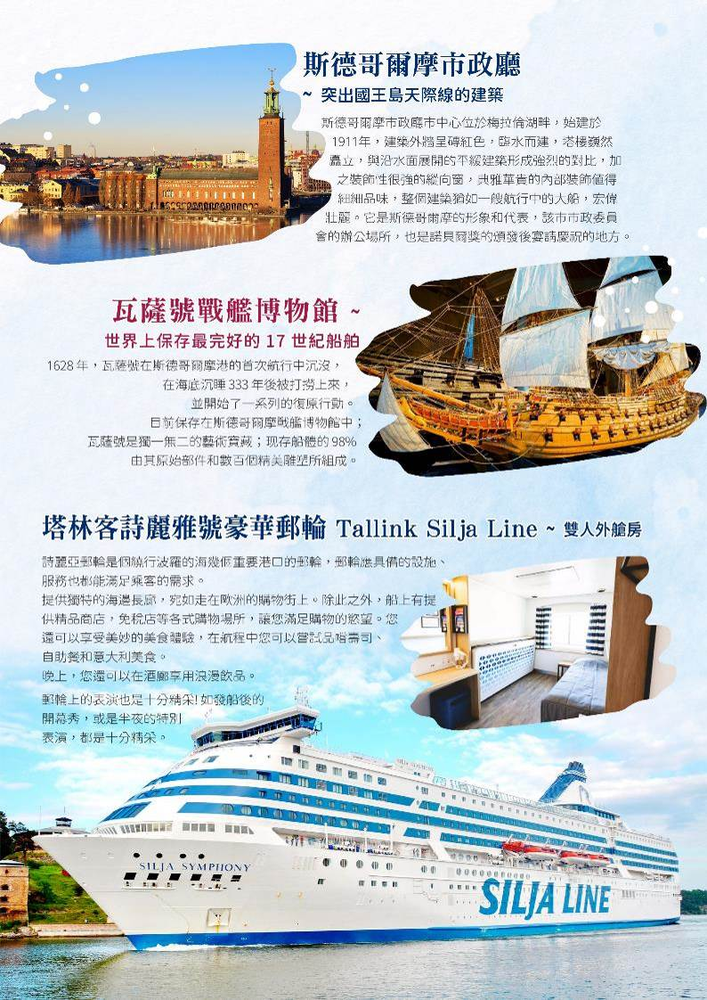 斯德哥爾摩市政廳
~ 突出國王島天際線的建築
斯德哥爾摩市政廳市中心位於梅拉倫湖畔，始建於
1911年，建築外牆呈磚紅色，臨水而建，塔樓巍然
矗立，與沿水面展開的平緩建築形成強烈的對比，加
之裝飾性很強的縱向窗，典雅華貴的內部裝飾值得
細細品味，整個建築猶如一艘航行中的大船，宏偉
壯麗。它是斯德哥爾摩的形象和代表，該市市政委員
會的辦公場所，也是諾貝爾獎的頒發後宴請慶祝的地方。
瓦薩號戰艦博物館 ~
世界上保存最完好的 17 世紀船舶
1628 年，瓦薩號在斯德哥爾摩港的首次航行中沉沒，
在海底沉睡 333 年後被打撈上來，
並開始了一系列的復原行動。
目前保存在斯德哥爾摩戰艦博物館中；
瓦薩號是獨一無二的藝術寶藏；現存船體的 98%
由其原始部件和數百個精美雕塑所組成。
塔林客詩麗雅號豪華郵輪 Tallink Silja Line ~ 雙人外艙房
詩麗亞郵輪是個繞行波羅的海幾個重要港口的郵輪，郵輪應具備的設施、
服務也都能滿足乘客的需求。
提供獨特的海邊長廊，宛如走在歐洲的購物街上。除此之外，船上有提
供精品商店，免稅店等各式購物場所，讓您滿足購物的慾望。您
還可以享受美妙的美食體驗，在航程中您可以嘗試品嚐壽司、
自助餐和意大利美食。
晚上，您還可以在酒廊享用浪漫飲品。
郵輪上的表演也是十分精采! 如發船後的
開幕秀，或是半夜的特別
表演，都是十分精采。
SILJA SYMPHONY
SILJA LINE